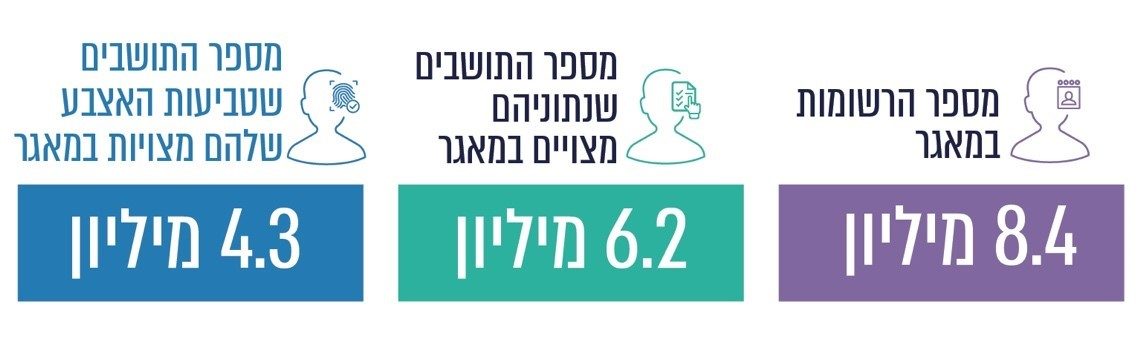 מספר הרשומות
במאגר
8.4 מיליון
מספר התושבים
שנתוניהם
מצויים במאגר
6.2 מיליון
מספר התושבים
שטביעות האצבע
שלהם מצויות במאגר
4.3 מיליון